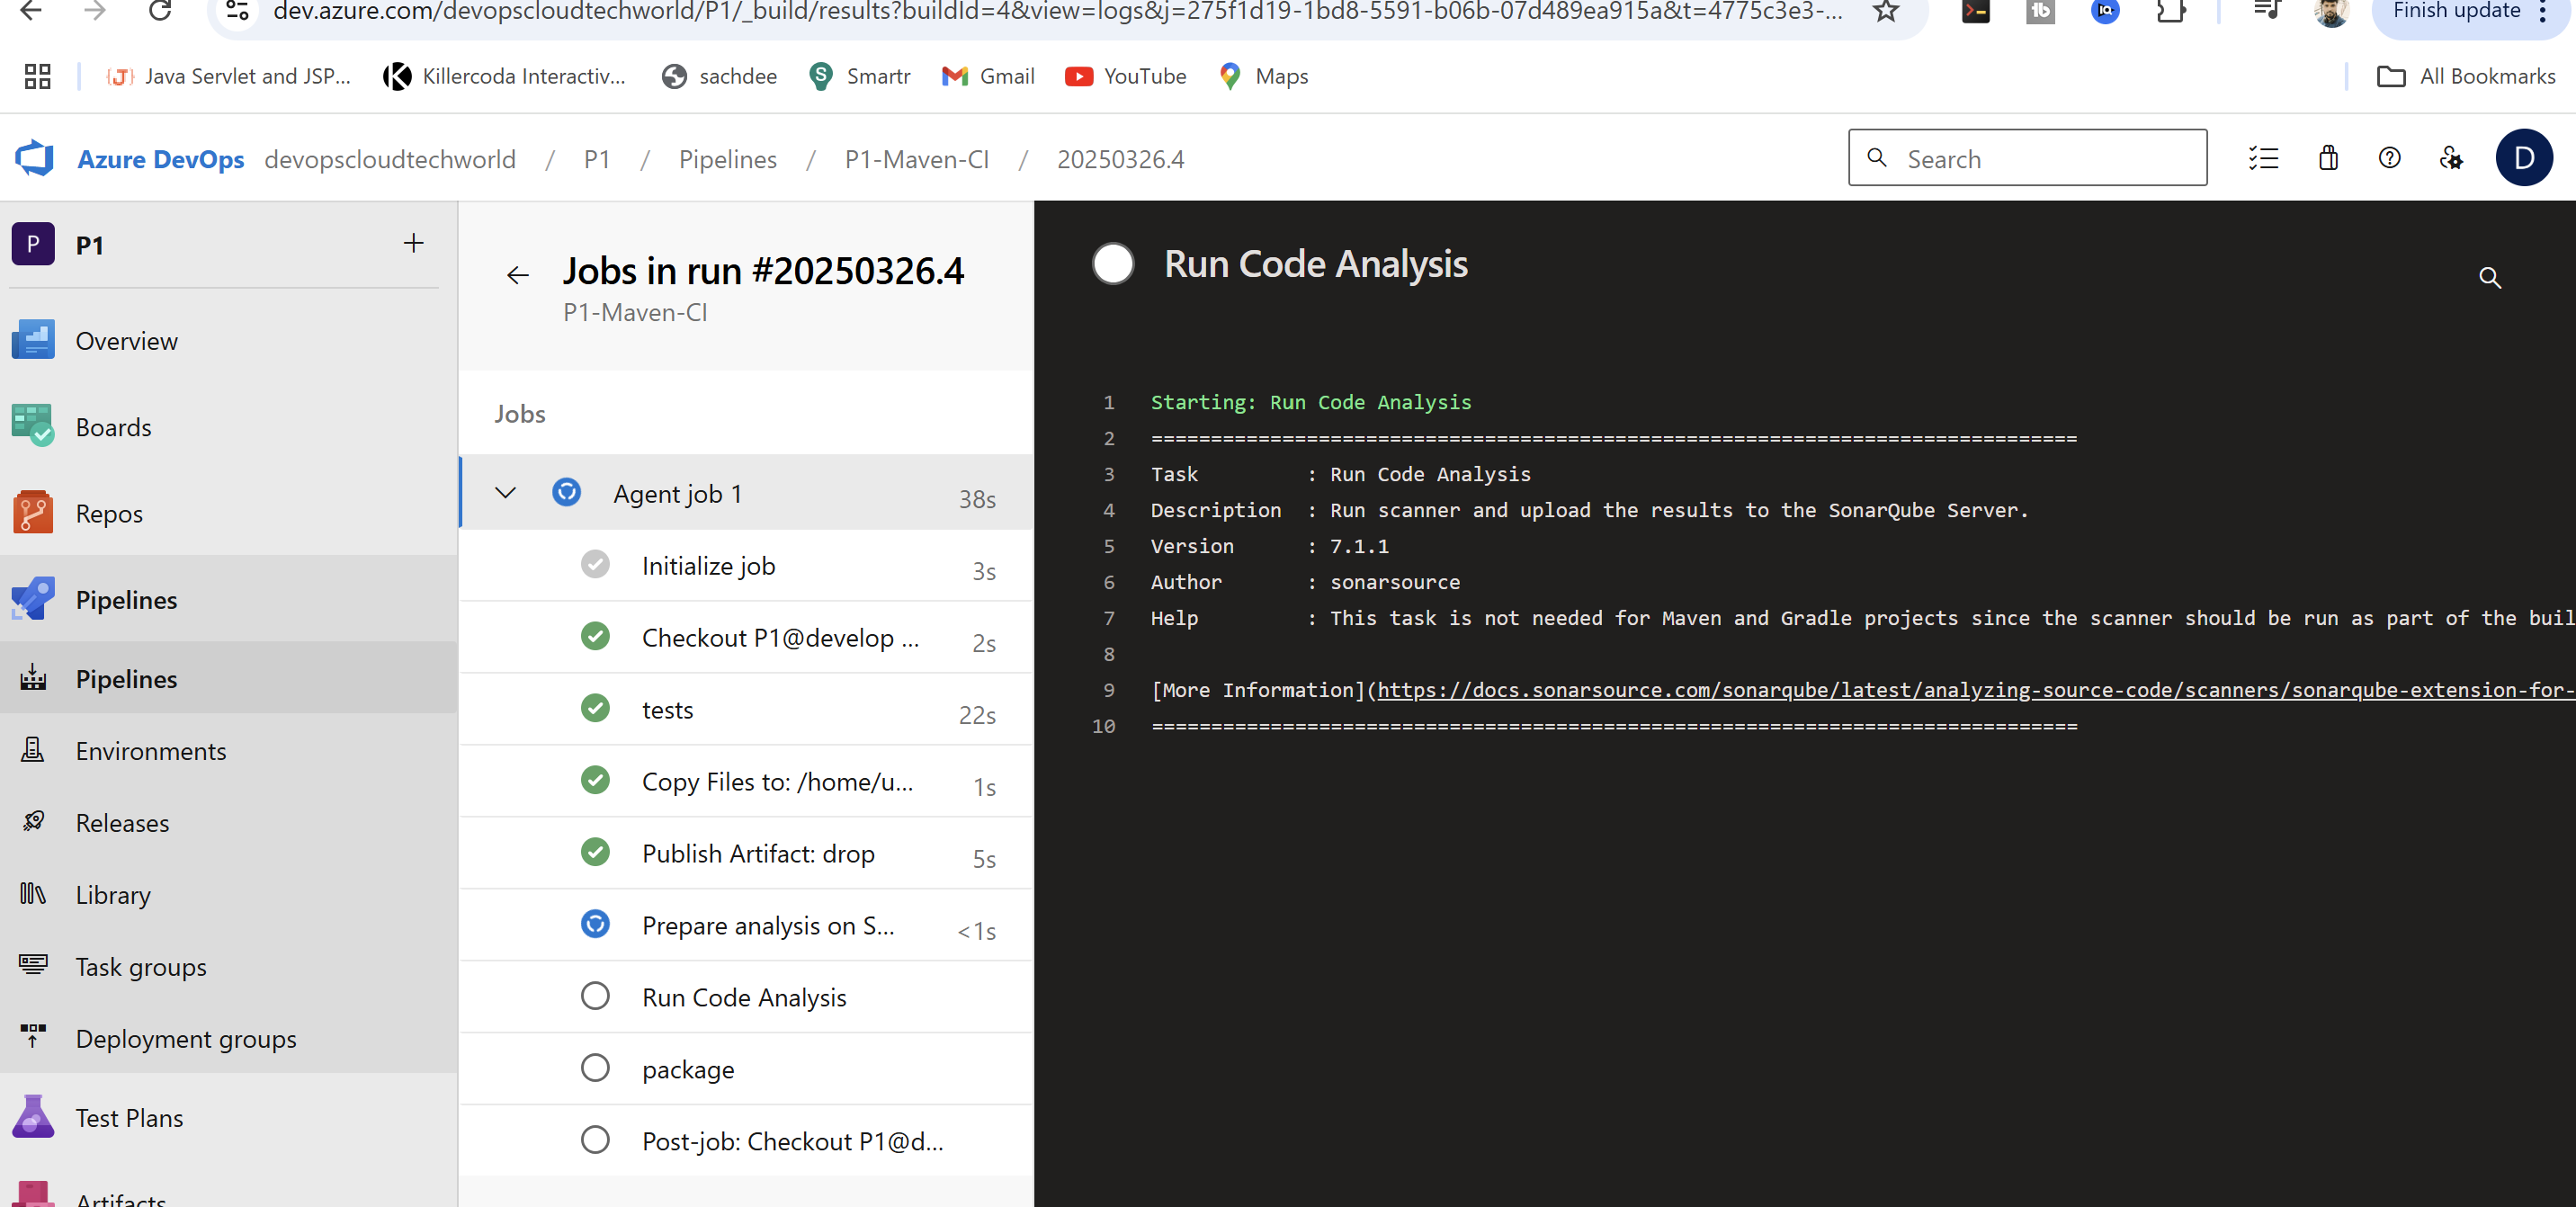 dev.azure.com/devopscloudtechworld/P1/_build/results?buildId=4&view=logs&j=275f1d19-1bd8-5591-b06b-07d489ea915a&t=4775c3e3-...
Finish update
Java Servlet and JSP...
Killercoda Interactiv...
sachdee
Smartr
Gmail
YouTube
Maps
All Bookmarks
Azure DevOps devopscloudtechworld / P1 / Pipelines / P1-Maven-CI / 20250326.4
Search
D
P P1
Overview
Boards
Repos
Pipelines
Pipelines
Environments
Releases
Library
Task groups
Deployment groups
Test Plans
Artifacts
Jobs in run #20250326.4
P1-Maven-CI
Jobs
Agent job 1 38s
Initialize job 3s
Checkout P1@develop ... 2s
tests 22s
Copy Files to: /home/u... 1s
Publish Artifact: drop 5s
Prepare analysis on S... <1s
Run Code Analysis
package
Post-job: Checkout P1@d...
Run Code Analysis
1 Starting: Run Code Analysis
2 ==============================================================================
3 Task : Run Code Analysis
4 Description : Run scanner and upload the results to the SonarQube Server.
5 Version : 7.1.1
6 Author : sonarsource
7 Help : This task is not needed for Maven and Gradle projects since the scanner should be run as part of the buil
8
9 [More Information](https://docs.sonarsource.com/sonarqube/latest/analyzing-source-code/scanners/sonarqube-extension-for-
10 ==============================================================================